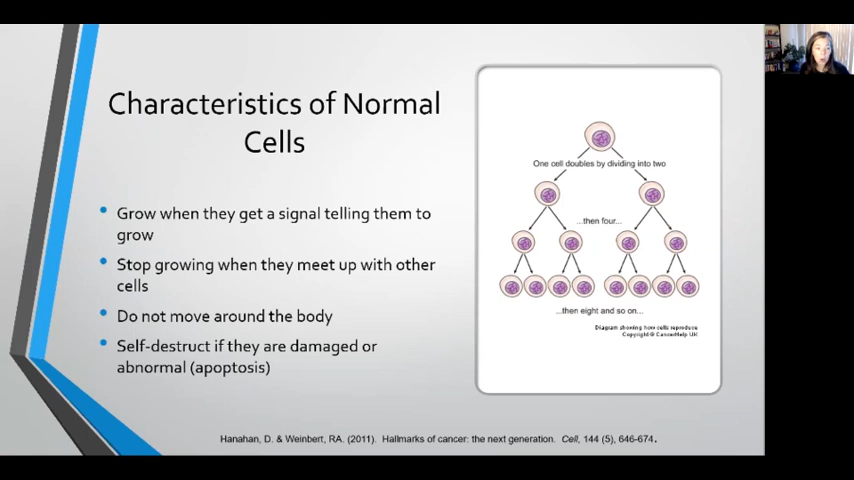 Characteristics of Normal
Cells
Grow when they get a signal telling them to
grow
Stop growing when they meet up with other
cells
Do not move around the body
Self-destruct if they are damaged or
abnormal (apoptosis)
One cell doubles by dividing into two
...then four...
...then eight and so on...
Diagram showing how cells reproduce
Copyright © CancerHelp UK
Hanahan, D. & Weinbert, RA. (2011). Hallmarks of cancer: the next generation. Cell, 144 (5), 646-674.